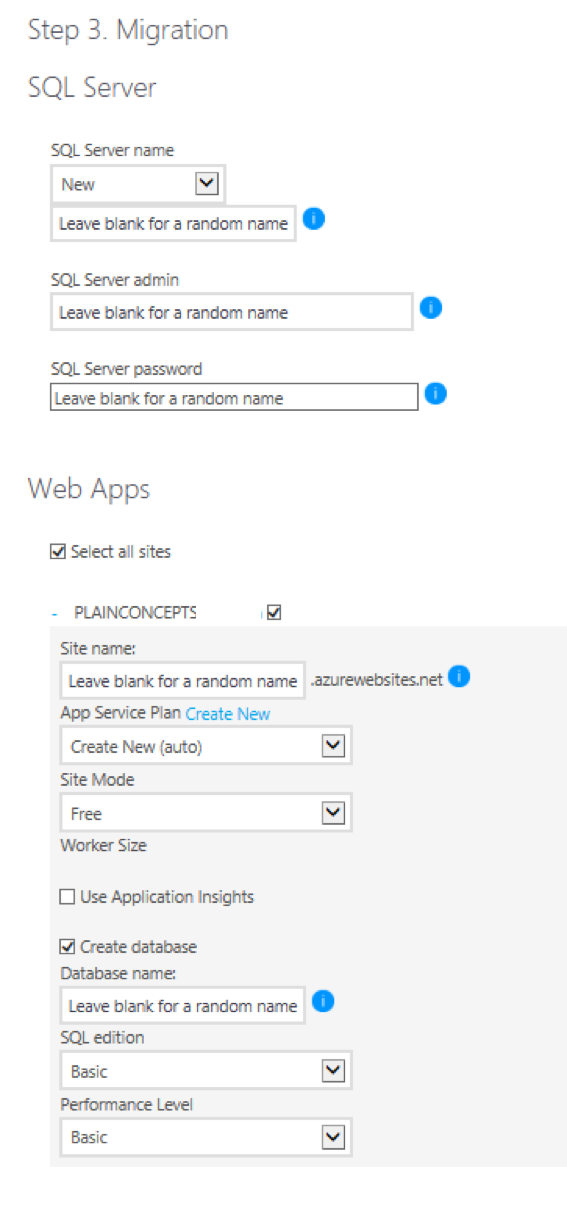 Step 3. Migration
SQL Server
SQL Server name
New
Leave blank for a random name
SQL Server admin
Leave blank for a random name
SQL Server password
Leave blank for a random name
Web Apps
Select all sites
- PLAINCONCEPTS
Site name:
Leave blank for a random name .azurewebsites.net
App Service Plan Create New
Create New (auto)
Site Mode
Free
Worker Size
Use Application Insights
Create database
Database name:
Leave blank for a random name
SQL edition
Basic
Performance Level
Basic